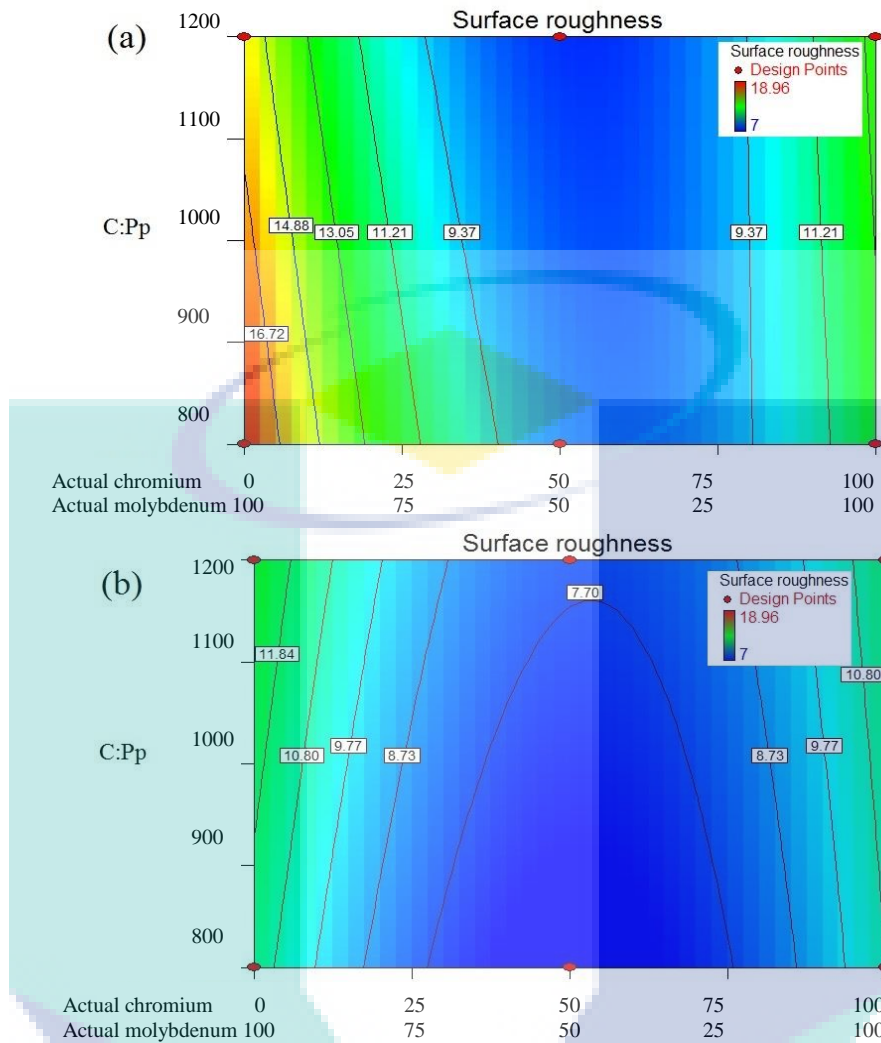 (a)
Surface roughness
Surface roughness
Design Points
18.96
7
1200
1100
1000
900
800
C:Pp
14.88
13.05
11.21
9.37
9.37
11.21
16.72
Actual chromium 0 25 50 75 100
Actual molybdenum 100 75 50 25 100
(b)
Surface roughness
Surface roughness
Design Points
18.96
7
1200
1100
1000
900
800
C:Pp
7.70
11.84
10.80
10.80
9.77
8.73
8.73
9.77
Actual chromium 0 25 50 75 100
Actual molybdenum 100 75 50 25 100